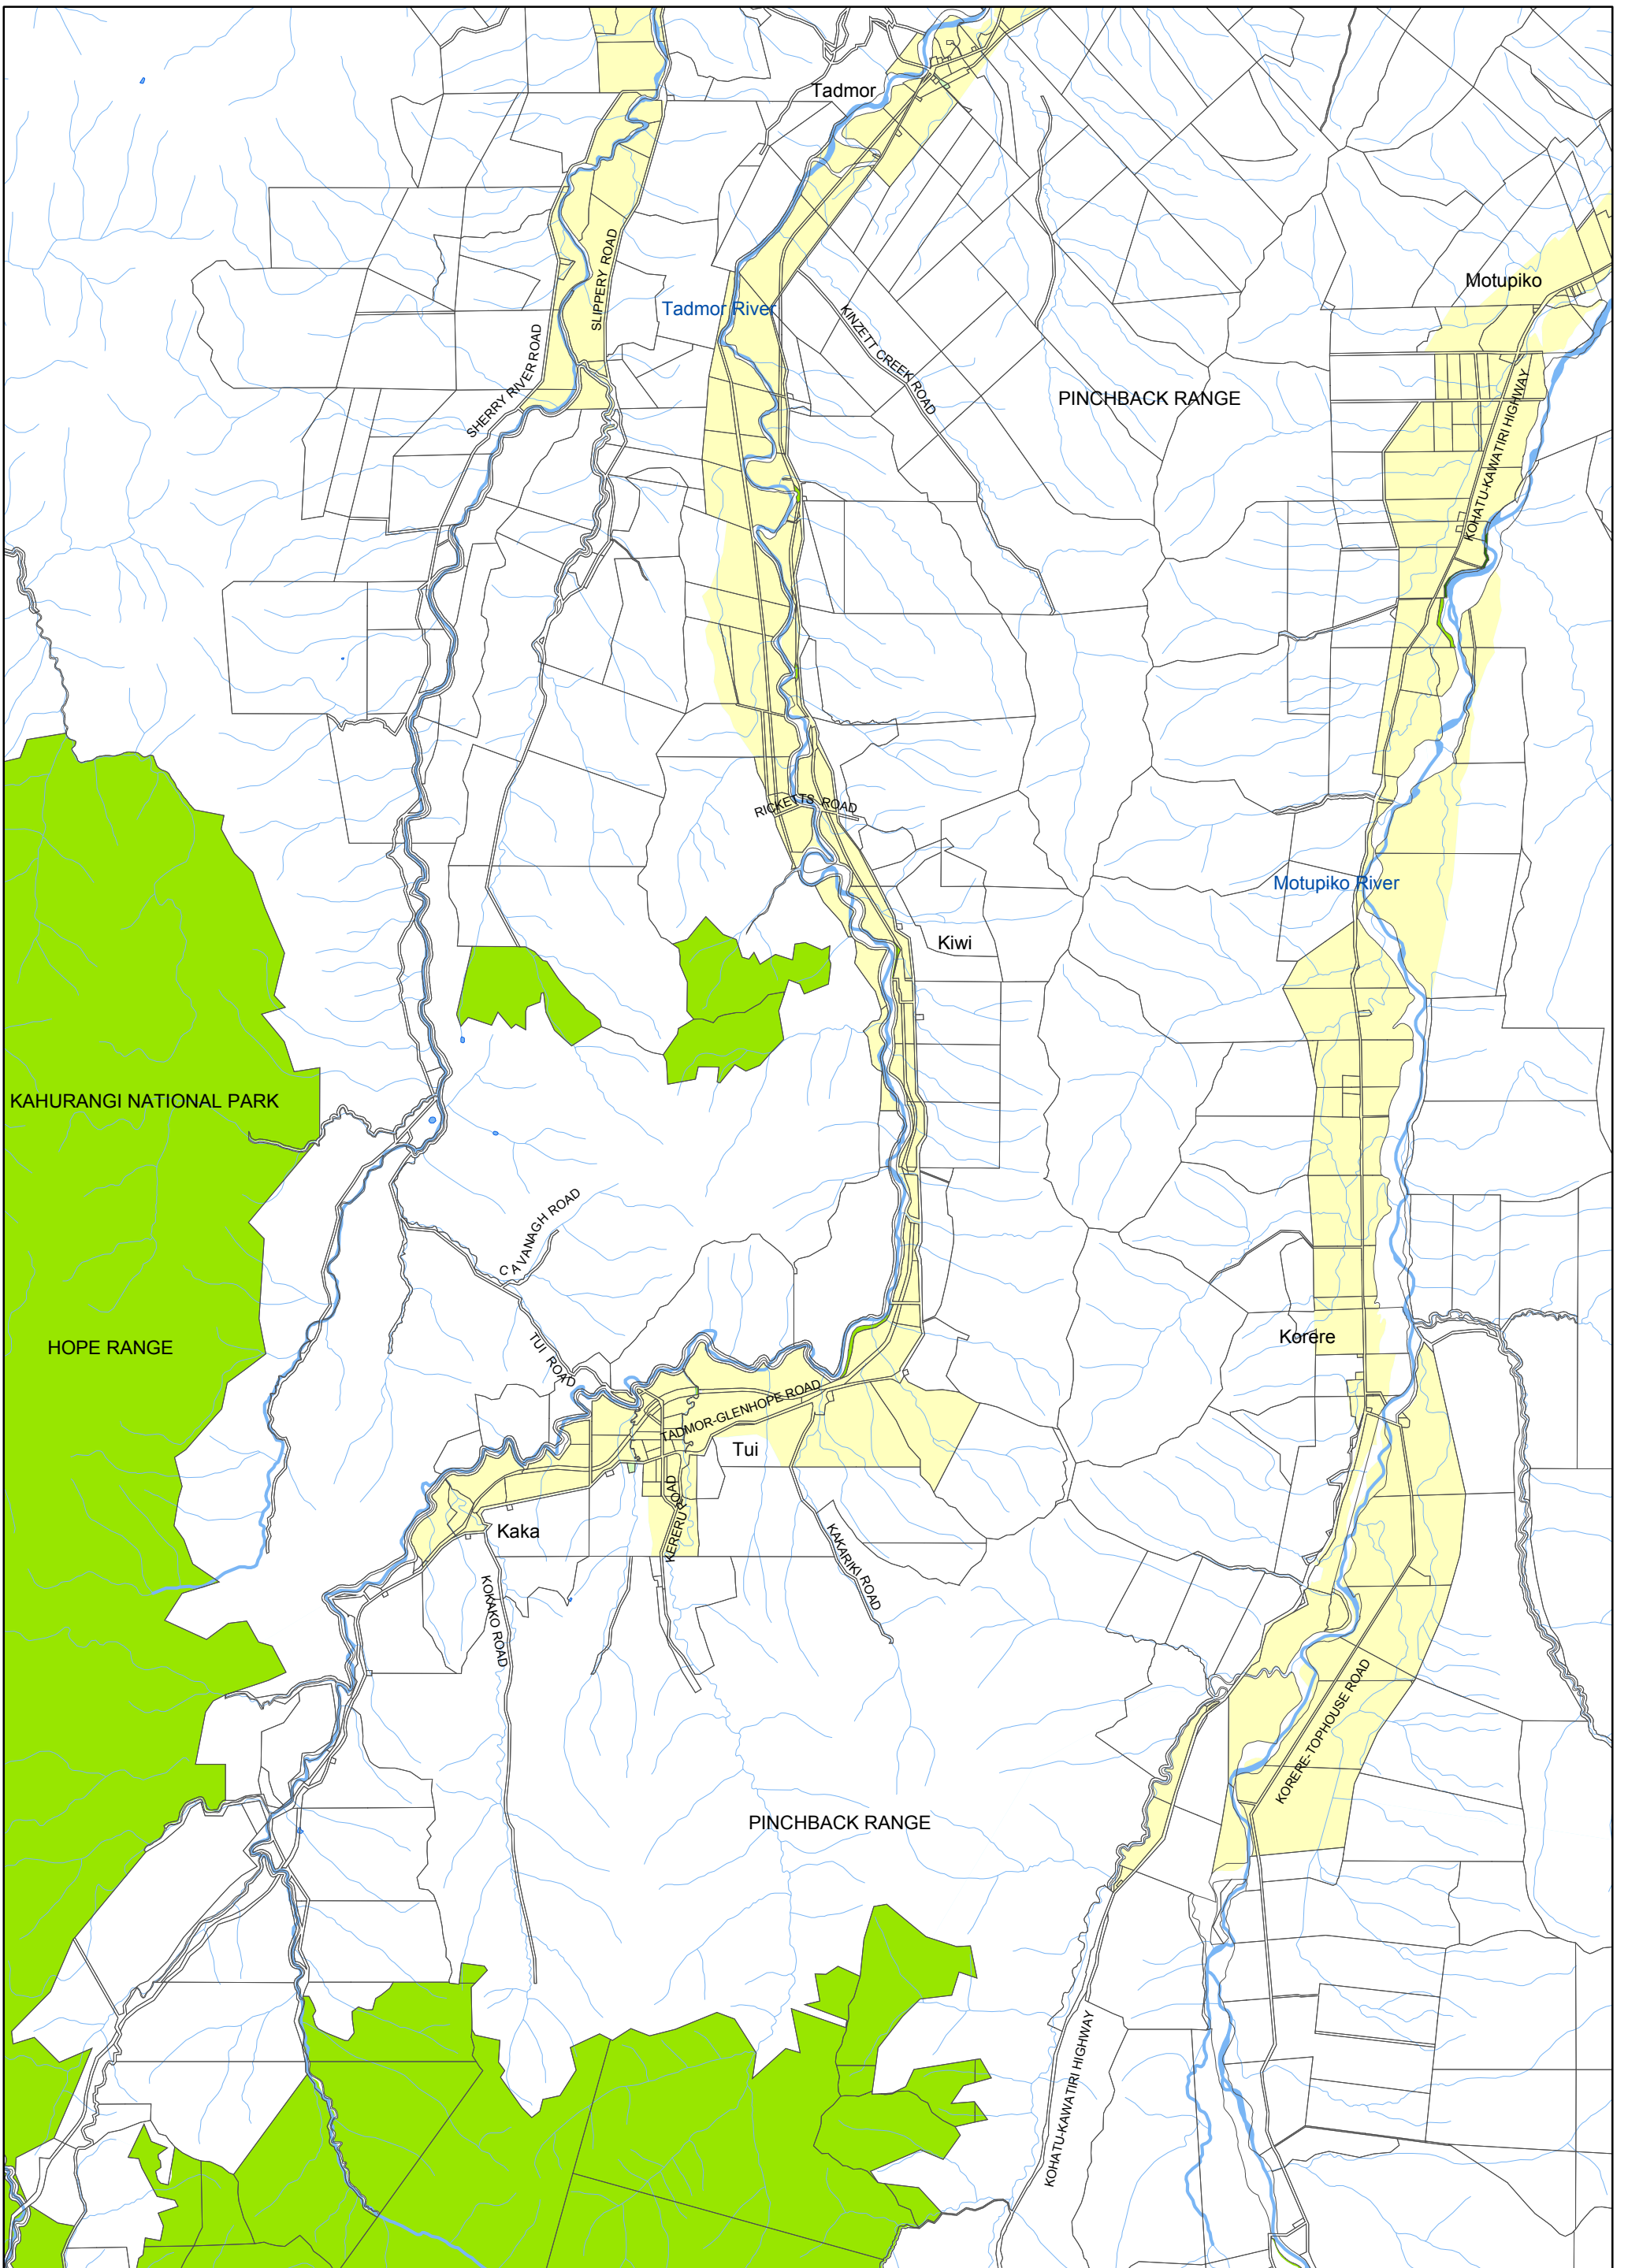 Tadmor
Motupiko
SLIPPERY ROAD
Tadmor River
KINZETT CREEK ROAD
SHERRY RIVER ROAD
PINCHBACK RANGE
KOHATU-KAWATIRI HIGHWAY
RICKETTS ROAD
Motupiko River
Kiwi
KAHURANGI NATIONAL PARK
CAVANAGH ROAD
HOPE RANGE
TUI ROAD
Korere
TADMOR-GLENHOPE ROAD
Tui
KERERU ROAD
Kaka
KAKARIKI ROAD
KOKAKO ROAD
KORERE-TOPHOUSE ROAD
PINCHBACK RANGE
KOHATU-KAWATIRI HIGHWAY